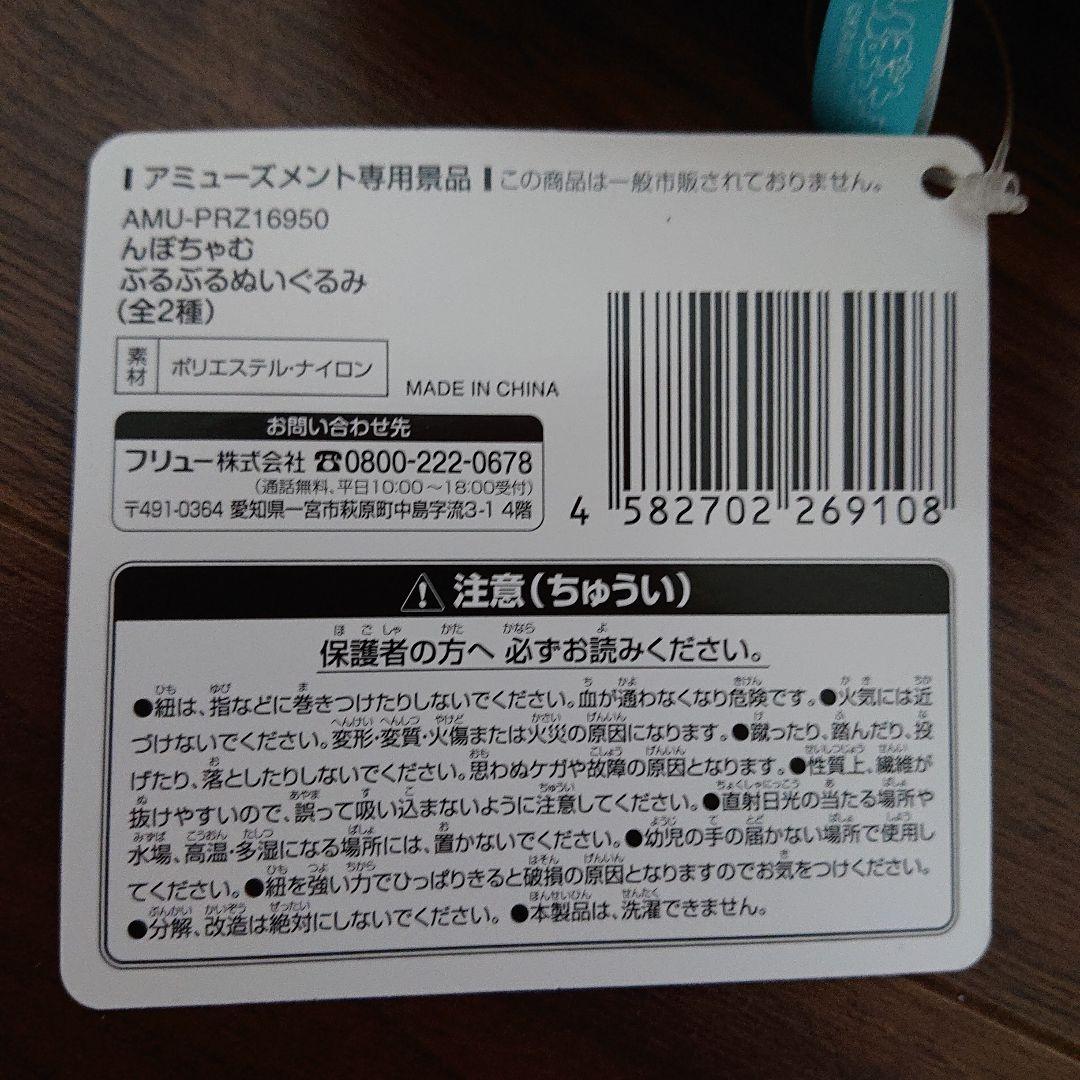 アミューズメント専用景品 この商品は一般市販されておりません。
AMU-PRZ16950
んぽちゃむ
ぶるぶるぬいぐるみ
(全2種)
素材 ポリエステル・ナイロン
MADE IN CHINA
お問い合わせ先
フリュー株式会社 ☎0800-222-0678
(通話無料、平日10:00～18:00受付)
〒491-0364 愛知県一宮市萩原町中島字流3-1 4階
4 582702 269108
注意(ちゅうい)
保護者の方へ 必ずお読みください。
●紐は、指などに巻きつけたりしないでください。血が通わなくなり危険です。●火気には近
づけないでください。変形・変質・火傷または火災の原因になります。●蹴ったり、踏んだり、投
げたり、落としたりしないでください。思わぬケガや故障の原因となります。●性質上、繊維が
抜けやすいので、誤って吸い込まないように注意してください。●直射日光の当たる場所や
水場、高温・多湿になる場所には、置かないでください。●幼児の手の届かない場所で使用し
てください。●紐を強い力でひっぱりきると破損の原因となりますのでお気をつけください。
●分解、改造は絶対にしないでください。●本製品は、洗濯できません。